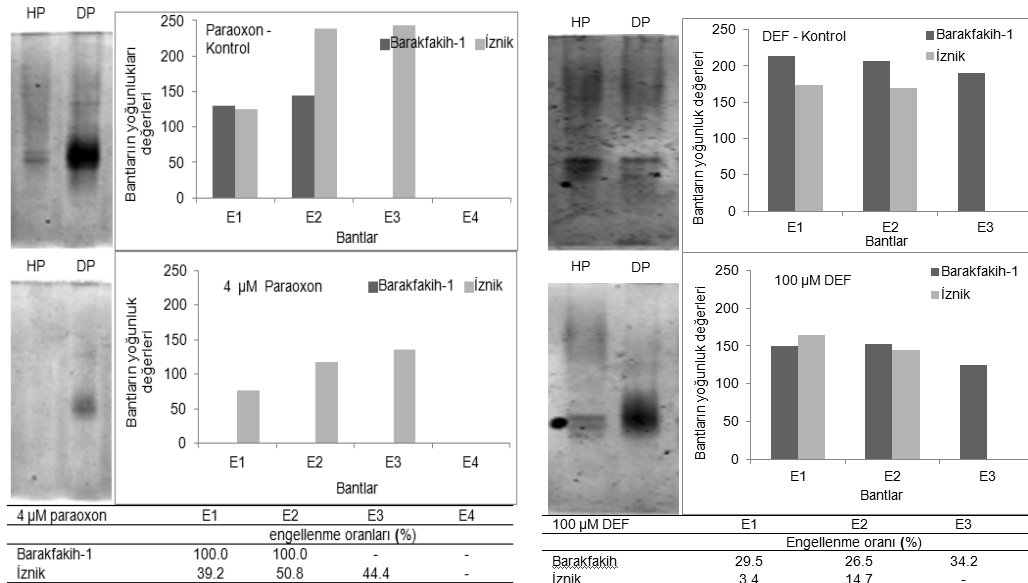 HP DP
Paraoxon -
Kontrol
Barakfakih-1 İznik
Bantların yoğunlukları
değerleri
250
200
150
100
50
0
E1 E2 E3 E4
Bantlar
HP DP
4 µM Paraoxon
Barakfakih-1 İznik
Bantların yoğunluk
değerleri
250
200
150
100
50
0
E1 E2 E3 E4
Bantlar
4 µM paraoxon E1 E2 E3 E4
engellenme oranları (%)
Barakfakih-1 100.0 100.0 - -
İznik 39.2 50.8 44.4 -
HP DP
DEF - Kontrol
Barakfakih-1
İznik
Bantların yoğunluk değerleri
250
200
150
100
50
0
E1 E2 E3
Bantlar
HP DP
100 µM DEF
Barakfakih-1
İznik
Bantların yoğunluk değerleri
250
200
150
100
50
0
E1 E2 E3
Bantlar
100 µM DEF E1 E2 E3
Engellenme oranı (%)
Barakfakih 29.5 26.5 34.2
İznik 3.4 14.7 -